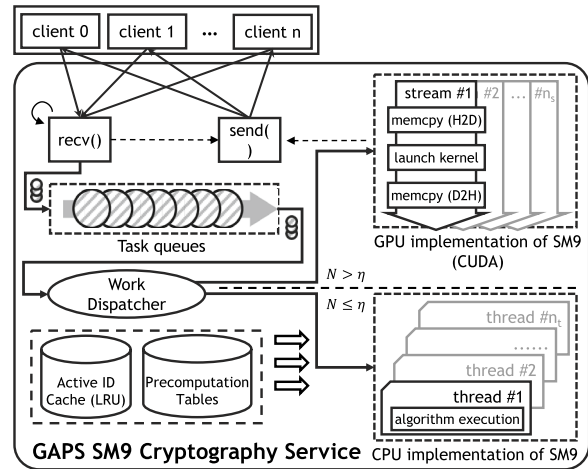 client 0
client 1
...
client n
recv()
send(
)
stream #1
#2
...
#nₛ
memcpy (H2D)
launch kernel
memcpy (D2H)
GPU implementation of SM9
(CUDA)
Task queues
Work
Dispatcher
N > η
N ≤ η
thread #nₜ
......
thread #2
thread #1
algorithm execution
Active ID
Cache (LRU)
Precomputation
Tables
GAPS SM9 Cryptography Service
CPU implementation of SM9